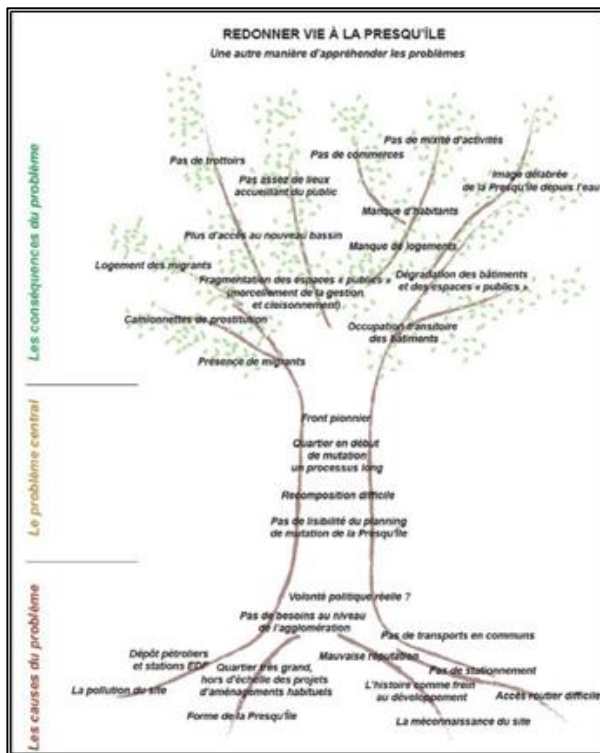 REDONNER VIE À LA PRESQU'ÎLE
Une autre manière d'appréhender les problèmes
Les conséquences du problème
Pas de trottoirs
Pas assez de lieux
accueillant du public
Pas de commerces
Pas de mixité d'activités
Image délabrée
de la Presqu'île depuis l'eau
Manque d'habitants
Plus d'accès au nouveau bassin
Manque de logements
Logement des migrants
Fragmentation des espaces « publics »
(morcellement de la gestion
et cloisonnement)
Dégradation des bâtiments
et des espaces « publics »
Camionnettes de prostitution
Occupation transitoire
des bâtiments
Présence de migrants
Le problème central
Front pionnier
Quartier en début
de mutation
un processus long
Recomposition difficile
Pas de lisibilité du planning
de mutation de la Presqu'île
Les causes du problème
Volonté politique réelle ?
Pas de besoins au niveau
de l'agglomération
Pas de transports en communs
Dépôt pétroliers
et stations EDF
Mauvaise réputation
Quartier très grand,
hors d'échelle des projets
d'aménagements habituels
Pas de stationnement
La pollution du site
L'histoire comme frein
au développement
Accès routier difficile
Forme de la Presqu'île
La méconnaissance du site